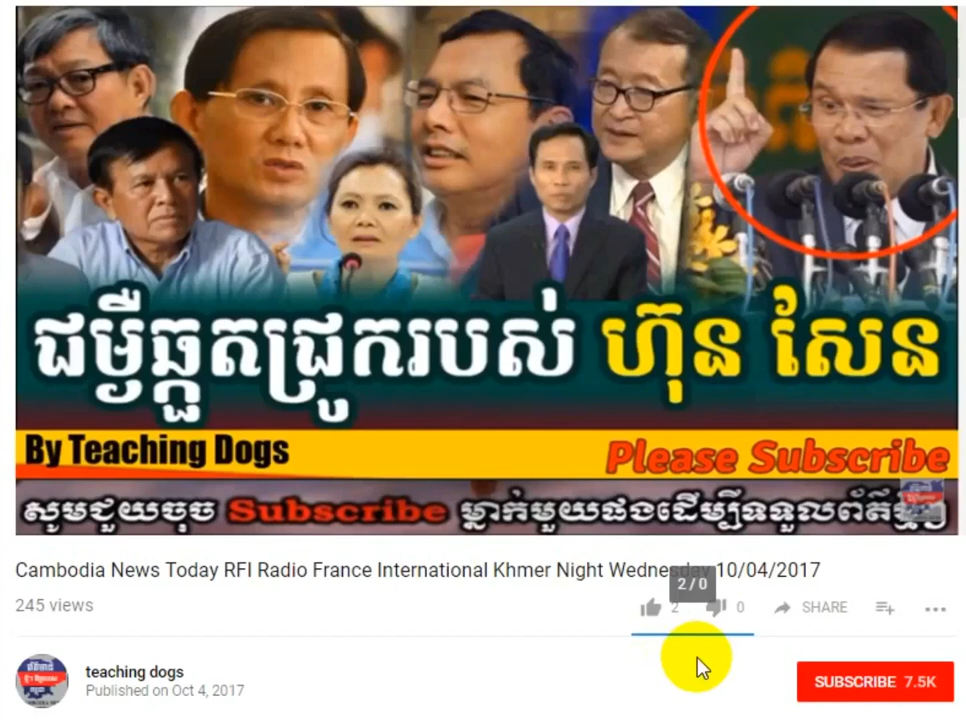 ជម្ងឺឆ្កួតជ្រូករបស់ ហ៊ុន សែន
By Teaching Dogs
Please Subscribe
សូមជួយចុច Subscribe ម្នាក់មួយផងដើម្បីទទួលព័ត៌
Cambodia News Today RFI Radio France International Khmer Night Wednesday 10/04/2017
2/0
245 views
2 0 SHARE
teaching dogs
Published on Oct 4, 2017
SUBSCRIBE 7.5K